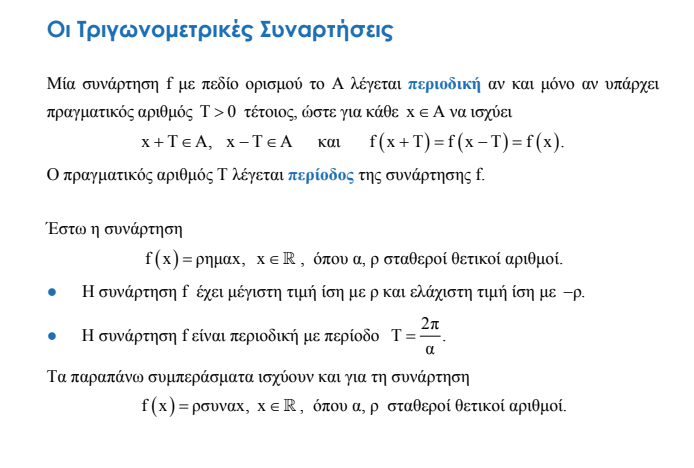 Οι Τριγωνομετρικές Συναρτήσεις
Μία συνάρτηση f με πεδίο ορισμού το Α λέγεται περιοδική αν και μόνο αν υπάρχει
πραγματικός αριθμός T > 0 τέτοιος, ώστε για κάθε x ∈ A να ισχύει
x + T ∈ A, x − T ∈ A και f(x + T) = f(x − T) = f(x).
Ο πραγματικός αριθμός Τ λέγεται περίοδος της συνάρτησης f.
Έστω η συνάρτηση
f(x) = ρημαx, x ∈ ℝ , όπου α, ρ σταθεροί θετικοί αριθμοί.
• Η συνάρτηση f έχει μέγιστη τιμή ίση με ρ και ελάχιστη τιμή ίση με −ρ.
• Η συνάρτηση f είναι περιοδική με περίοδο T = 2π/α.
Τα παραπάνω συμπεράσματα ισχύουν και για τη συνάρτηση
f(x) = ρσυναx, x ∈ ℝ , όπου α, ρ σταθεροί θετικοί αριθμοί.